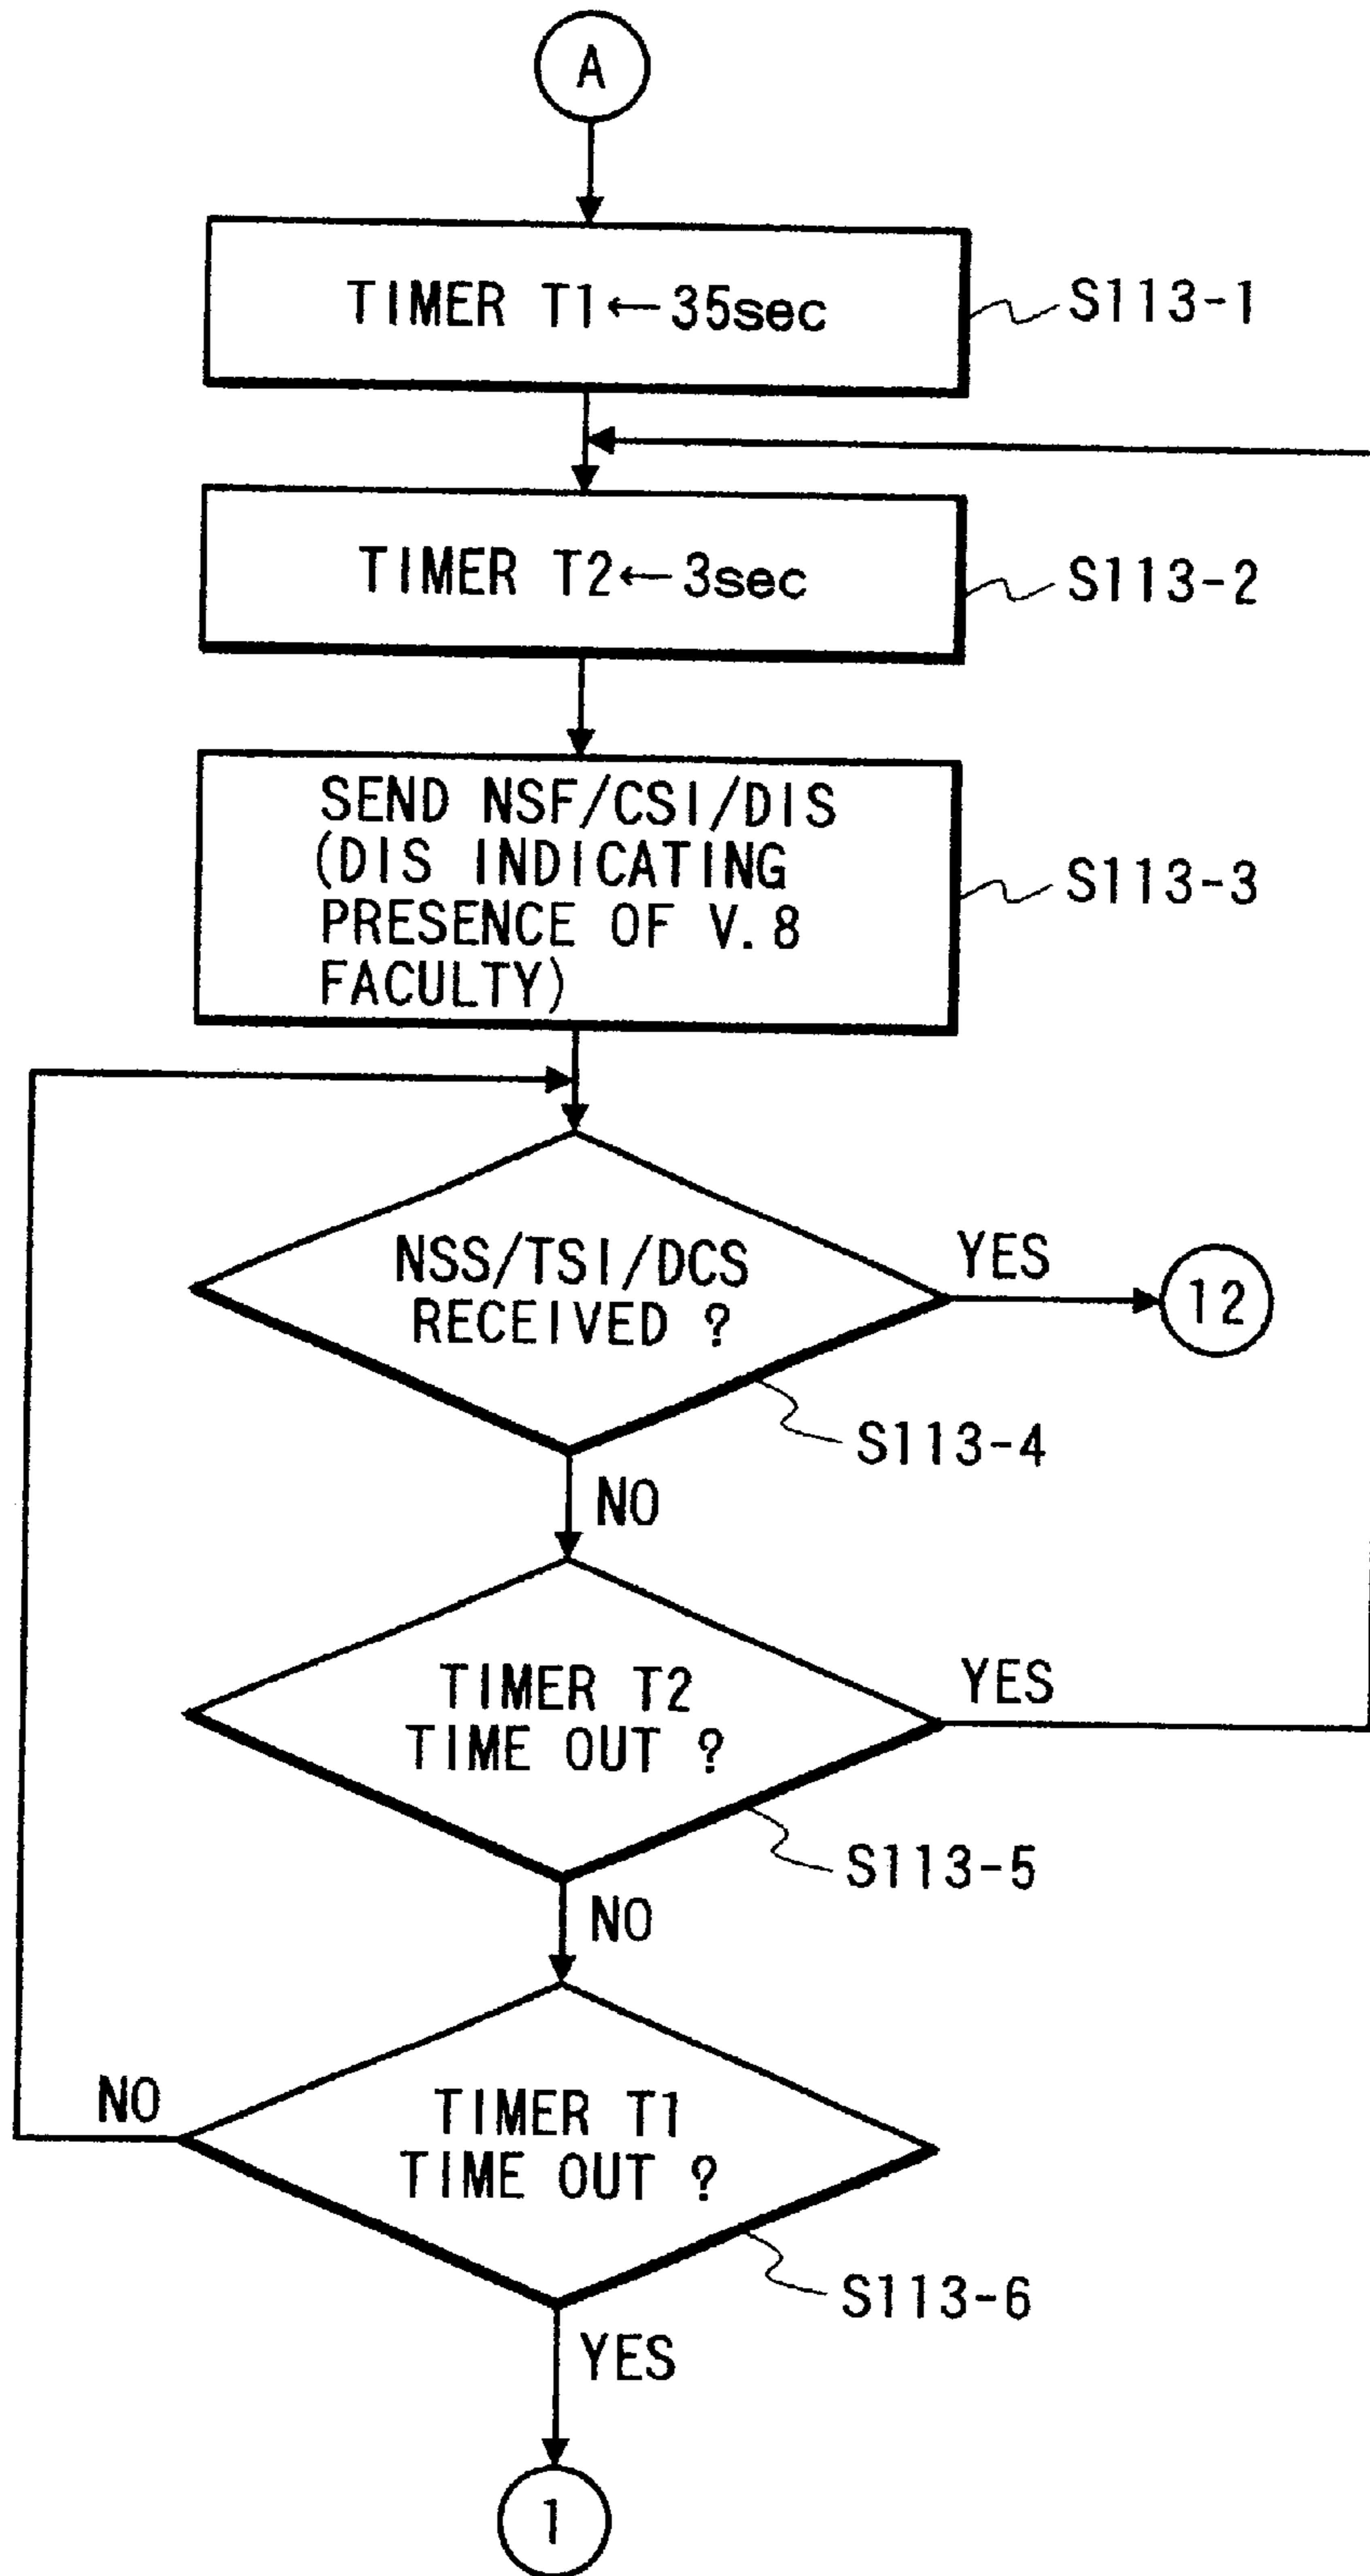 A
TIMER T1←35sec
S113-1
TIMER T2←3sec
S113-2
SEND NSF/CSI/DIS
(DIS INDICATING
PRESENCE OF V.8
FACULTY)
S113-3
NSS/TSI/DCS
RECEIVED ?
YES
12
S113-4
NO
TIMER T2
TIME OUT ?
YES
S113-5
NO
TIMER T1
TIME OUT ?
NO
S113-6
YES
1